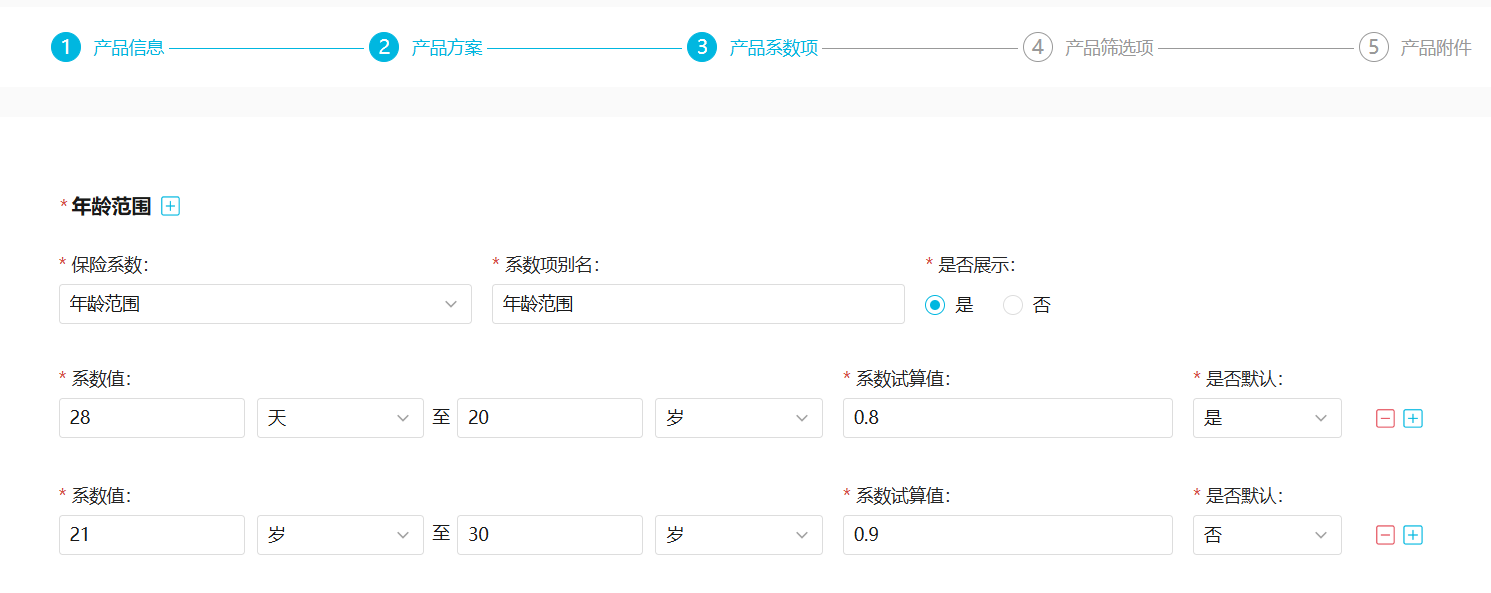 1 产品信息 2 产品方案 3 产品系数项 4 产品筛选项 5 产品附件
* 年龄范围
* 保险系数: * 系数项别名: * 是否展示:
年龄范围 年龄范围 是 否
* 系数值: * 系数试算值: * 是否默认:
28 天 至 20 岁 0.8 是
* 系数值: * 系数试算值: * 是否默认:
21 岁 至 30 岁 0.9 否